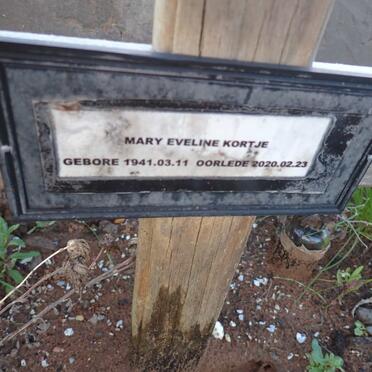 MARY EVELINE KORTJE
GEBORE 1941.03.11 OORLEDE 2020.02.23